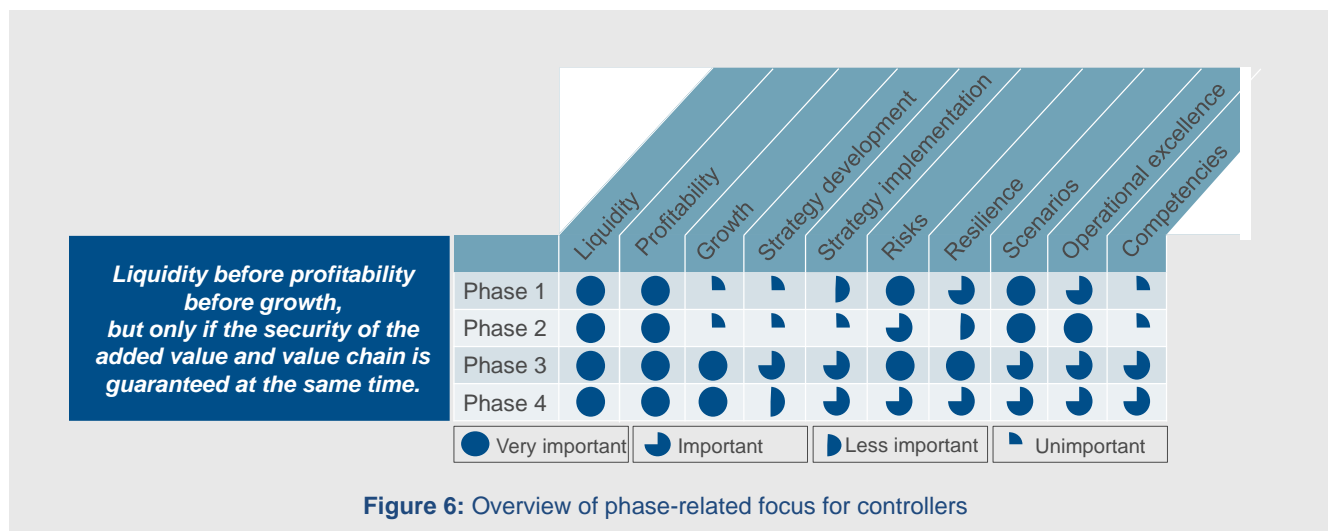 Liquidity
Profitability
Growth
Strategy development
Strategy implementation
Risks
Resilience
Scenarios
Operational excellence
Competencies
Liquidity before profitability
before growth,
but only if the security of the
added value and value chain is
guaranteed at the same time.
Phase 1
Phase 2
Phase 3
Phase 4
Very important
Important
Less important
Unimportant
Figure 6: Overview of phase-related focus for controllers